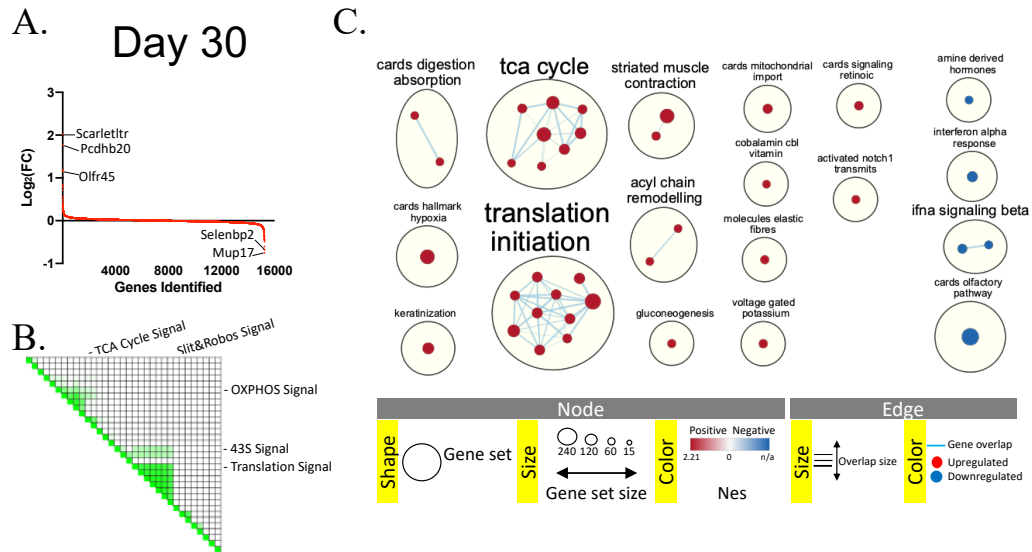 A.
Day 30
Log2(FC)
3
2
1
0
-1
Scarletltr
Pcdhb20
Olfr45
Selenbp2
Mup17
4000 8000 12000 16000
Genes Identified
B.
- TCA Cycle Signal
Slit&Robos Signal
- OXPHOS Signal
- 43S Signal
- Translation Signal
C.
cards digestion
absorption
tca cycle
striated muscle
contraction
cards mitochondrial
import
cards signaling
retinoic
amine derived
hormones
interferon alpha
response
cobalamin cbl
vitamin
activated notch1
transmits
cards hallmark
hypoxia
translation
initiation
acyl chain
remodelling
molecules elastic
fibres
ifna signaling beta
cards olfactory
pathway
keratinization
gluconeogenesis
voltage gated
potassium
Node
Edge
Shape
Gene set
Size
240 120 60 15
Gene set size
Color
Positive Negative
2.21 0 n/a
Nes
Size
Overlap size
Color
Gene overlap
Upregulated
Downregulated